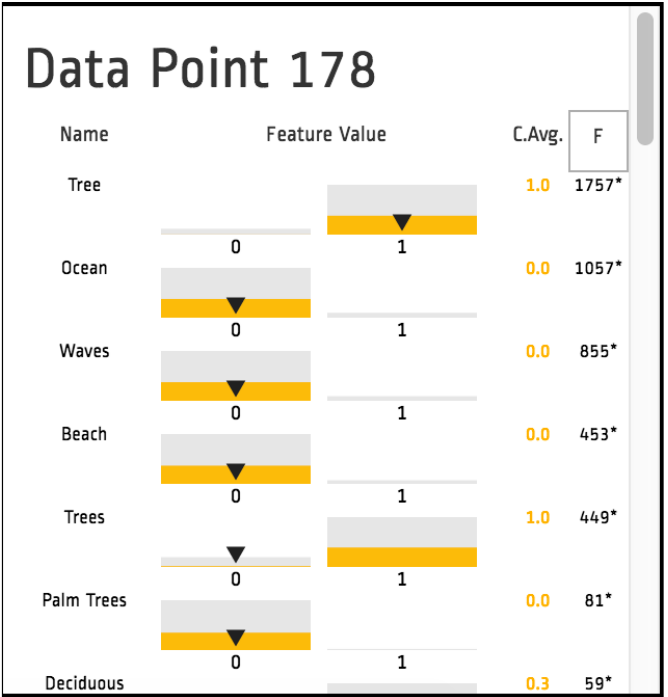 Data Point 178
Name Feature Value C.Avg. F
Tree 1.0 1757*
0 1
Ocean 0.0 1057*
0 1
Waves 0.0 855*
0 1
Beach 0.0 453*
0 1
Trees 1.0 449*
0 1
Palm Trees 0.0 81*
0 1
Deciduous 0.3 59*